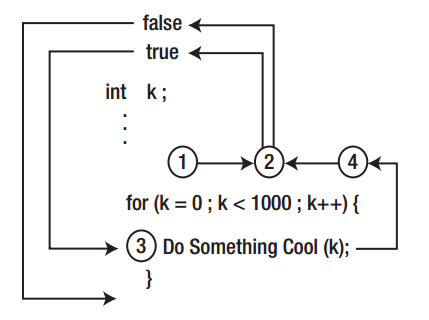 false
true
int k ;
.
.
.
1 2 4
for (k = 0 ; k < 1000 ; k++) {
3 Do Something Cool (k);
}